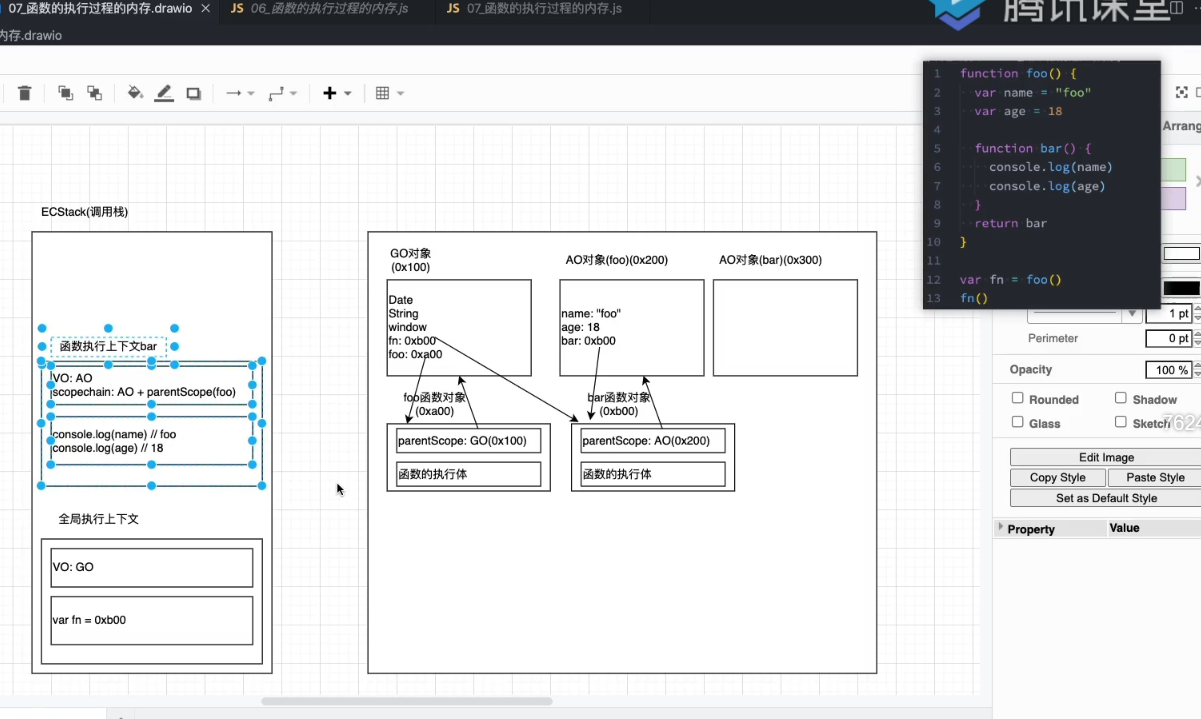 07_函数的执行过程的内存.drawio
JS 06_函数的执行过程的内存.js
JS 07_函数的执行过程的内存.js
腾讯课堂
内存.drawio
1 function foo() {
2 var name = "foo"
3 var age = 18
4
5 function bar() {
6 console.log(name)
7 console.log(age)
8 }
9 return bar
10 }
11
12 var fn = foo()
13 fn()
Arrang
ECStack(调用栈)
函数执行上下文bar
VO: AO
scopechain: AO + parentScope(foo)
console.log(name) // foo
console.log(age) // 18
全局执行上下文
VO: GO
var fn = 0xb00
GO对象
(0x100)
Date
String
window
fn: 0xb00
foo: 0xa00
AO对象(foo)(0x200)
name: "foo"
age: 18
bar: 0xb00
AO对象(bar)(0x300)
foo函数对象
(0xa00)
parentScope: GO(0x100)
函数的执行体
bar函数对象
(0xb00)
parentScope: AO(0x200)
函数的执行体
1 pt
Perimeter
0 pt
Opacity
100 %
Rounded
Shadow
Glass
Sketch
7624
Edit Image
Copy Style
Paste Style
Set as Default Style
Property
Value